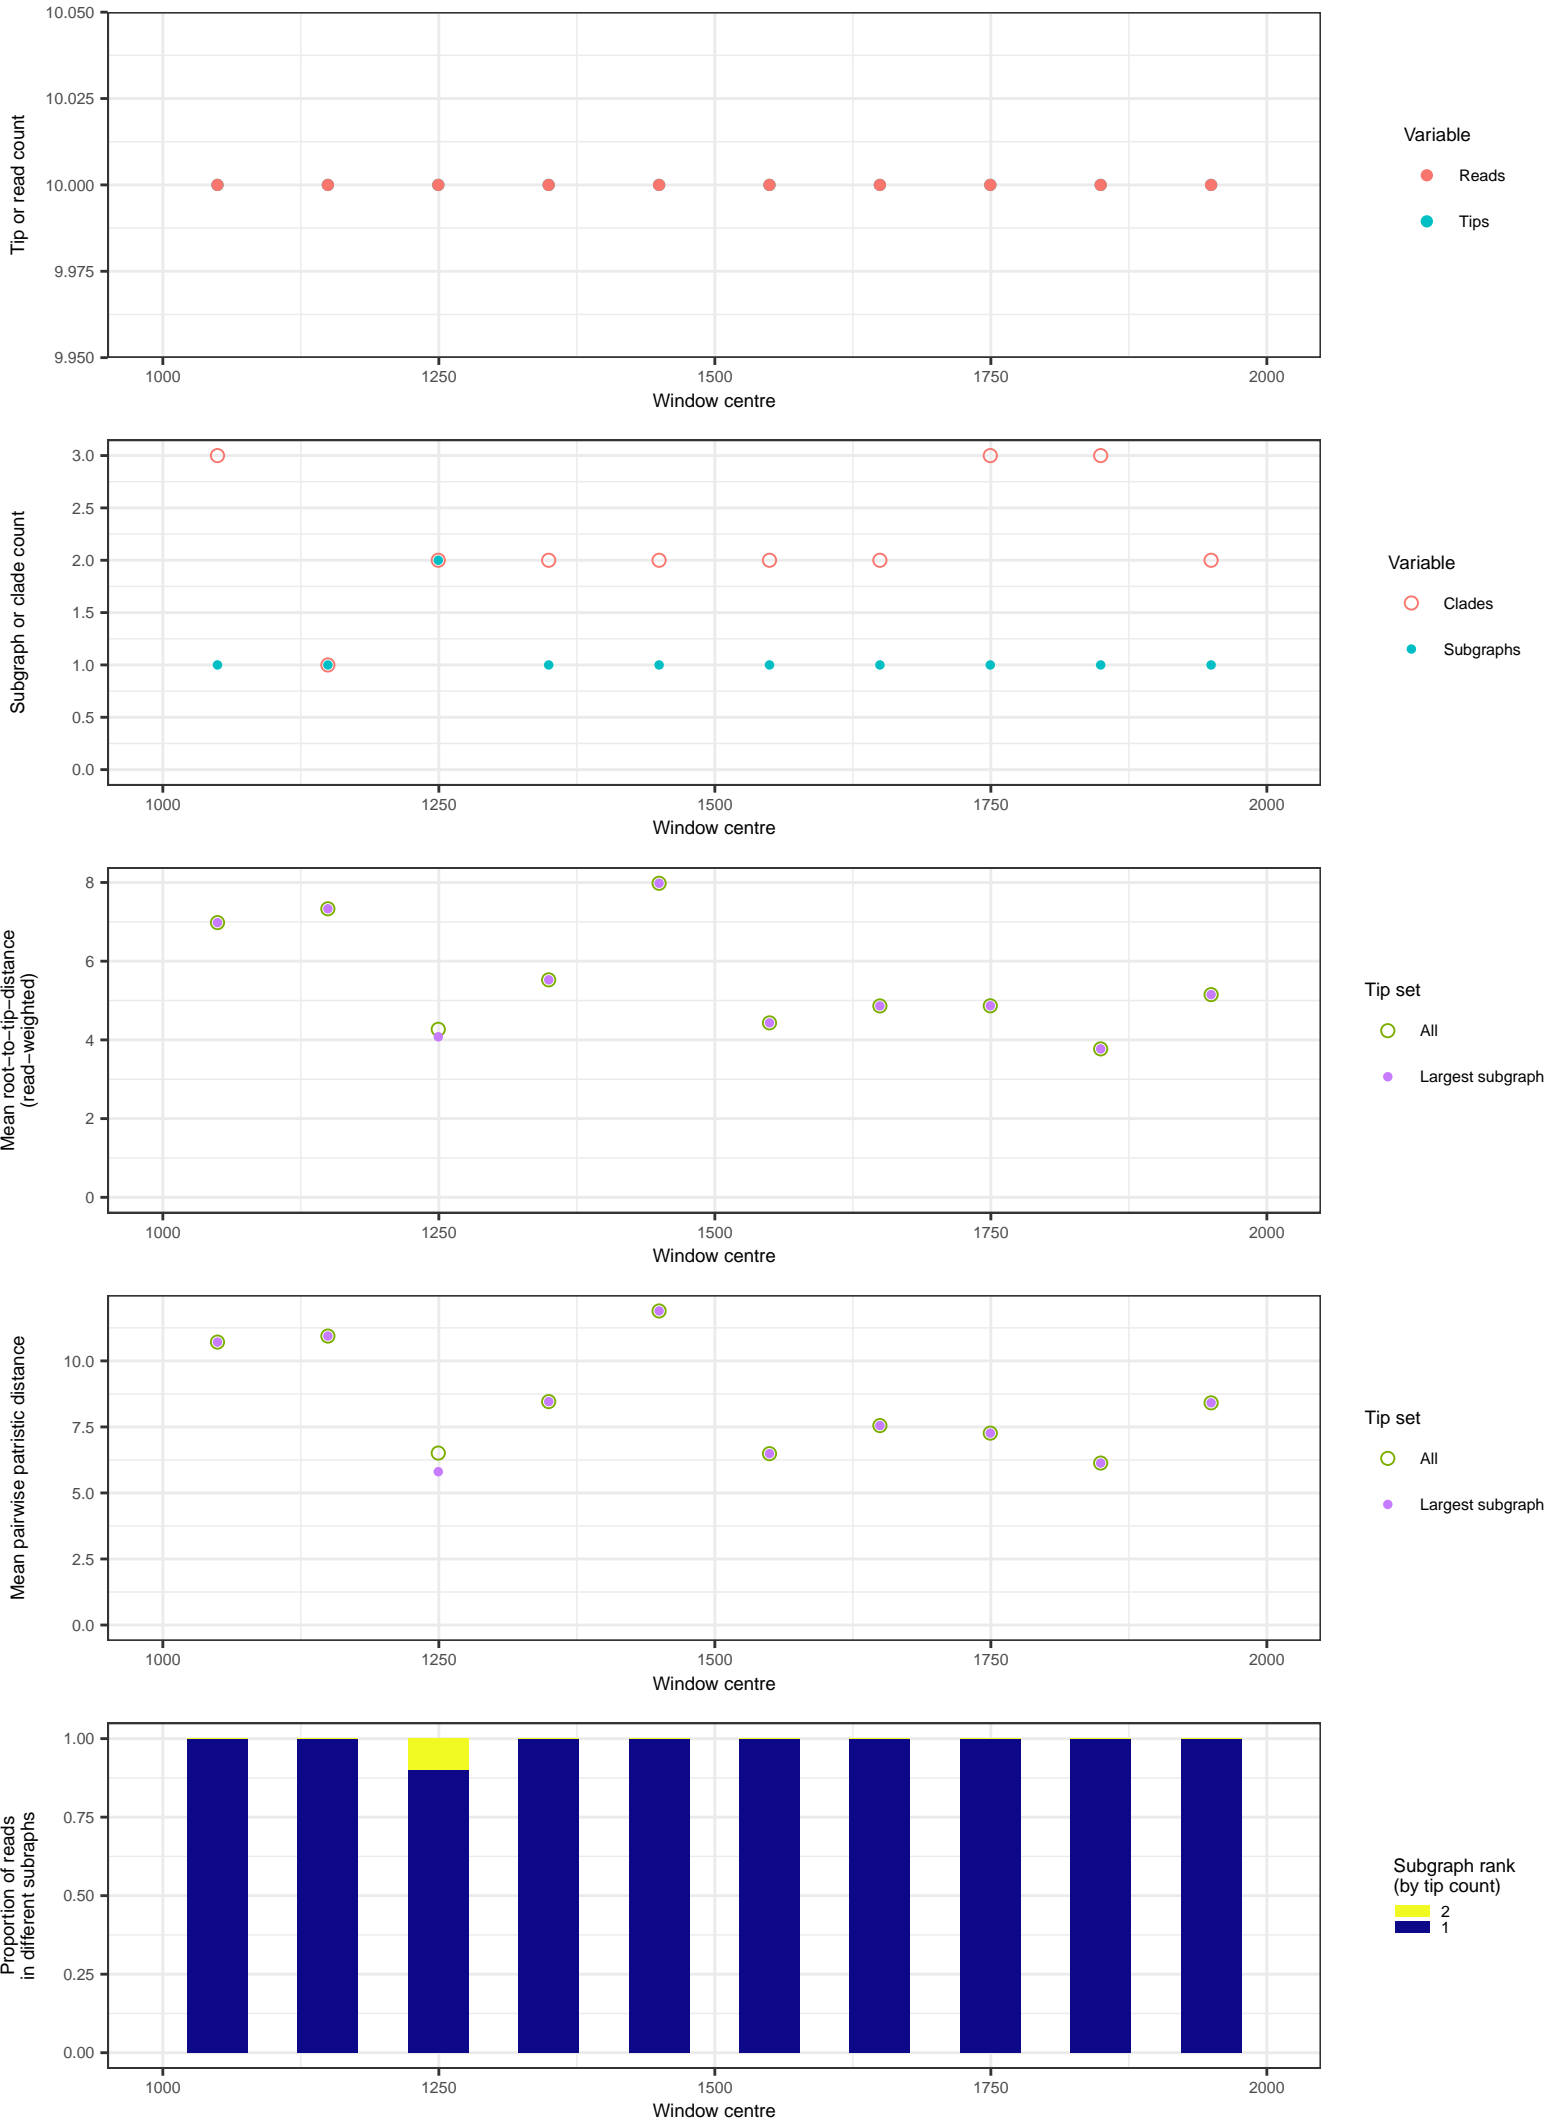 10.050
10.025
10.000
9.975
9.950
Tip or read count
1000 1250 1500 1750 2000
Window centre
Variable
Reads
Tips
3.0
2.5
2.0
1.5
1.0
0.5
0.0
Subgraph or clade count
1000 1250 1500 1750 2000
Window centre
Variable
Clades
Subgraphs
8
6
4
2
0
Mean root−to−tip−distance
(read−weighted)
1000 1250 1500 1750 2000
Window centre
Tip set
All
Largest subgraph
10.0
7.5
5.0
2.5
0.0
Mean pairwise patristic distance
1000 1250 1500 1750 2000
Window centre
Tip set
All
Largest subgraph
1.00
0.75
0.50
0.25
0.00
Proportion of reads
in different subraphs
1000 1250 1500 1750 2000
Window centre
Subgraph rank
(by tip count)
2
1